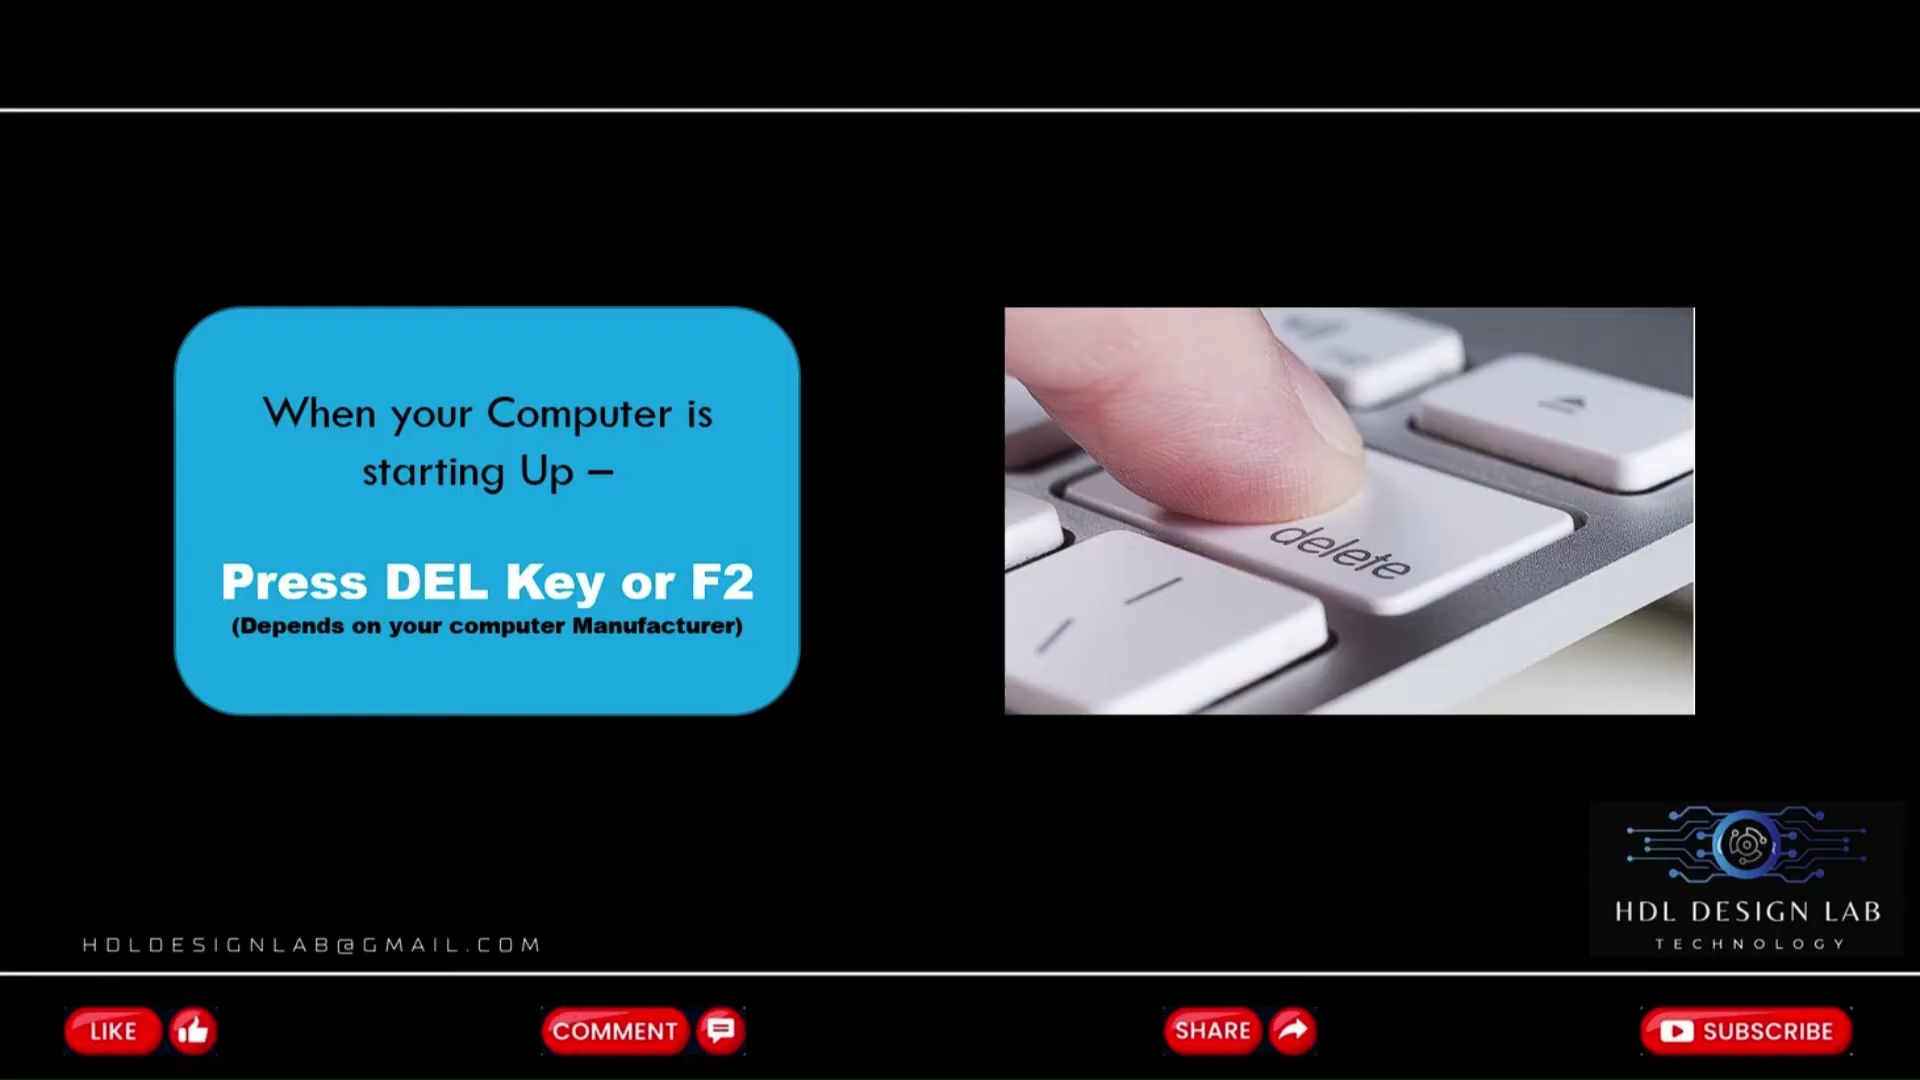 When your Computer is
starting Up –
Press DEL Key or F2
(Depends on your computer Manufacturer)
delete
HDL DESIGN LAB
TECHNOLOGY
HDLDESIGNLAB@GMAIL.COM
LIKE
COMMENT
SHARE
SUBSCRIBE